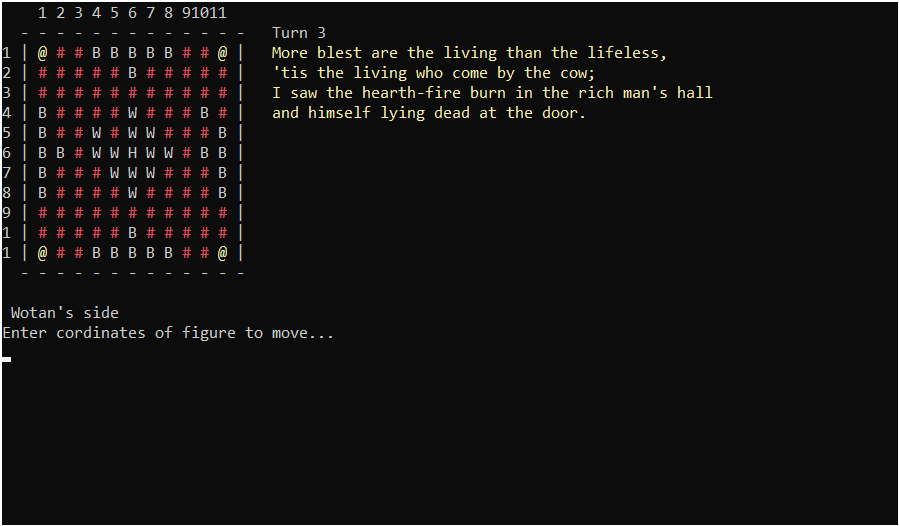 1 2 3 4 5 6 7 8 91011
  - - - - - - - - - - - - -   Turn 3
1 | @ # # B B B B B # # @ |   More blest are the living than the lifeless,
2 | # # # # # B # # # # # |   'tis the living who come by the cow;
3 | # # # # # # # # # # # |   I saw the hearth-fire burn in the rich man's hall
4 | B # # # # W # # # B # |   and himself lying dead at the door.
5 | B # # W # W W # # # B |
6 | B B # W W H W W # B B |
7 | B # # # W W W # # # B |
8 | B # # # # W # # # # B |
9 | # # # # # # # # # # # |
1 | # # # # # B # # # # # |
1 | @ # # B B B B B # # @ |
  - - - - - - - - - - - - -
 Wotan's side
Enter cordinates of figure to move...